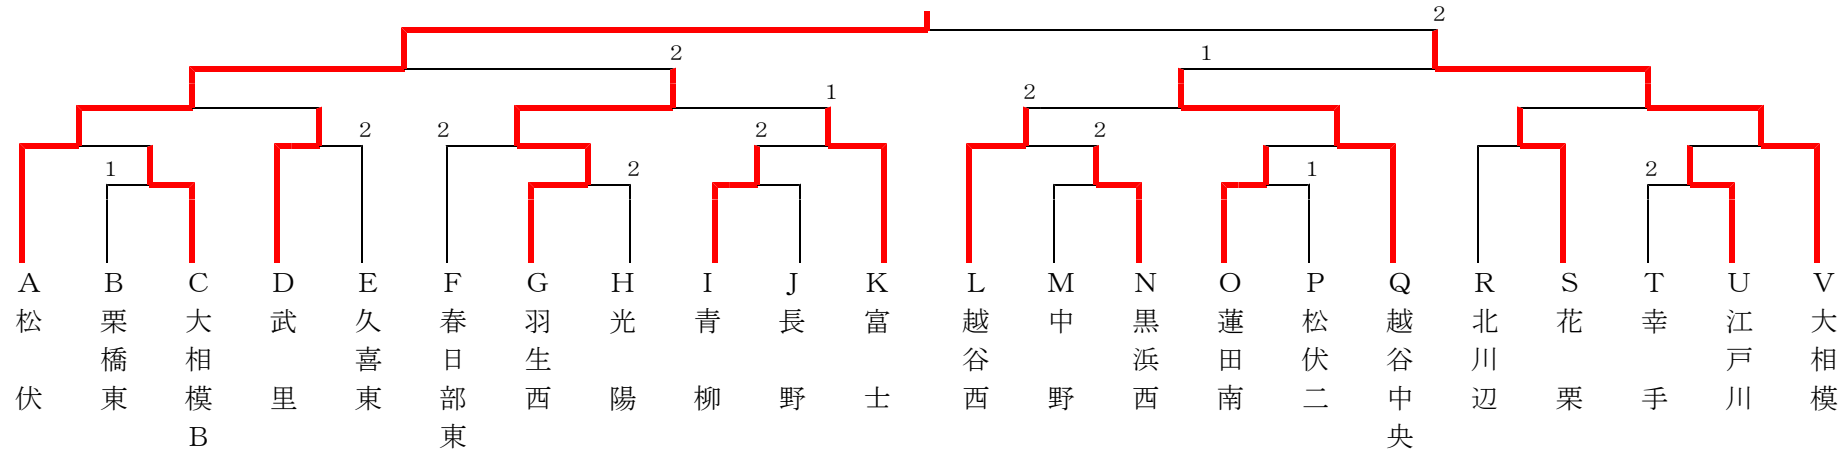 2
2 1
2 1
2 2 2 2
1 2 1 2
A B C D E F G H I J K L M N O P Q R S T U V
松伏
栗橋東
大相模B
武里
久喜東
春日部東
羽生西
光陽
青柳
長野
富士
越谷西
中野
黒浜西
蓮田南
松伏二
越谷中央
北川辺
花栗
幸手
江戸川
大相模